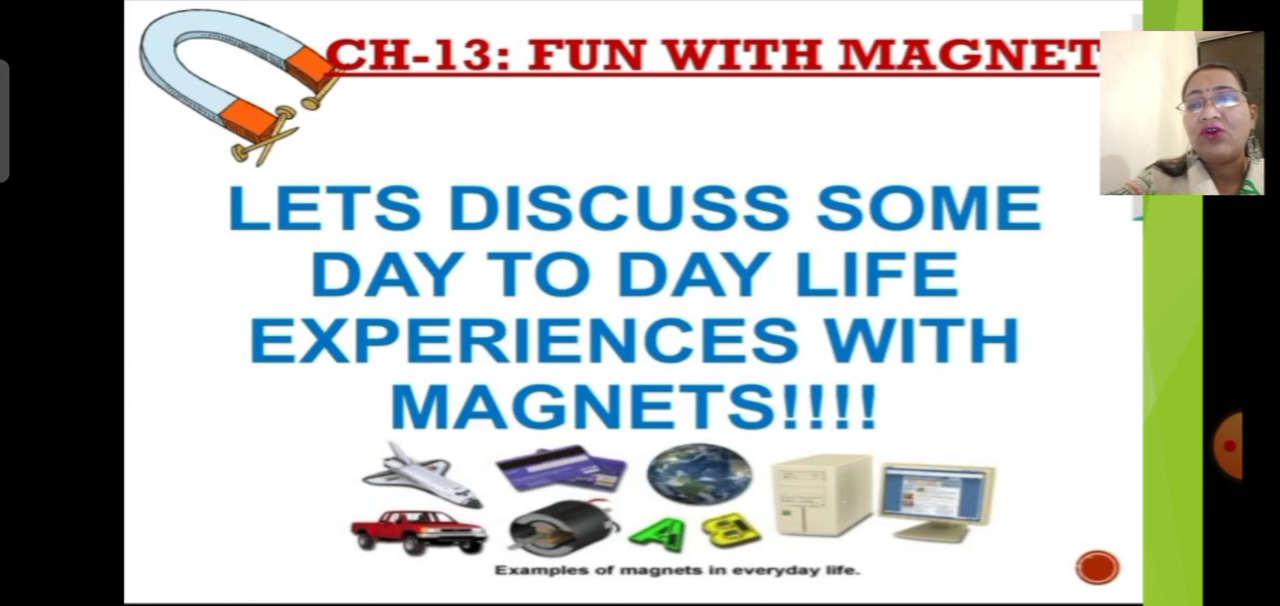 CH-13: FUN WITH MAGNET
LETS DISCUSS SOME
DAY TO DAY LIFE
EXPERIENCES WITH
MAGNETS!!!!
A B
Examples of magnets in everyday life.